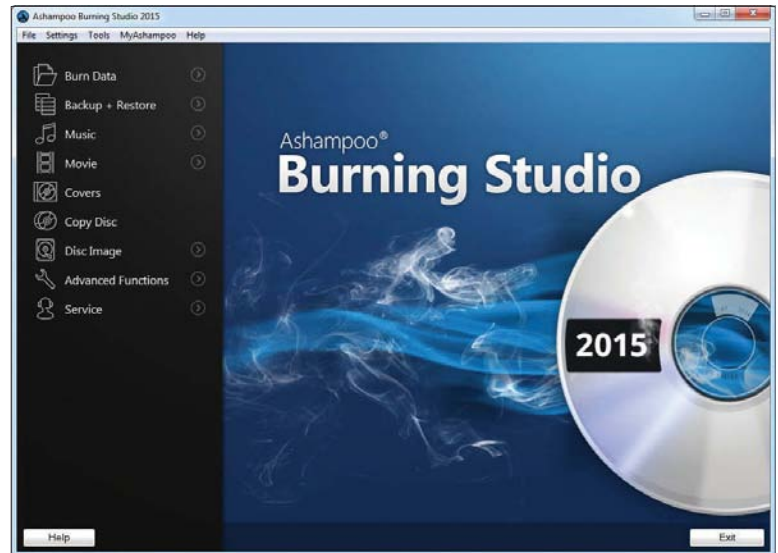 Ashampoo Burning Studio 2015
File Settings Tools MyAshampoo Help
Burn Data
Backup + Restore
Music
Movie
Covers
Copy Disc
Disc Image
Advanced Functions
Service
Ashampoo®
Burning Studio
2015
Help
Exit